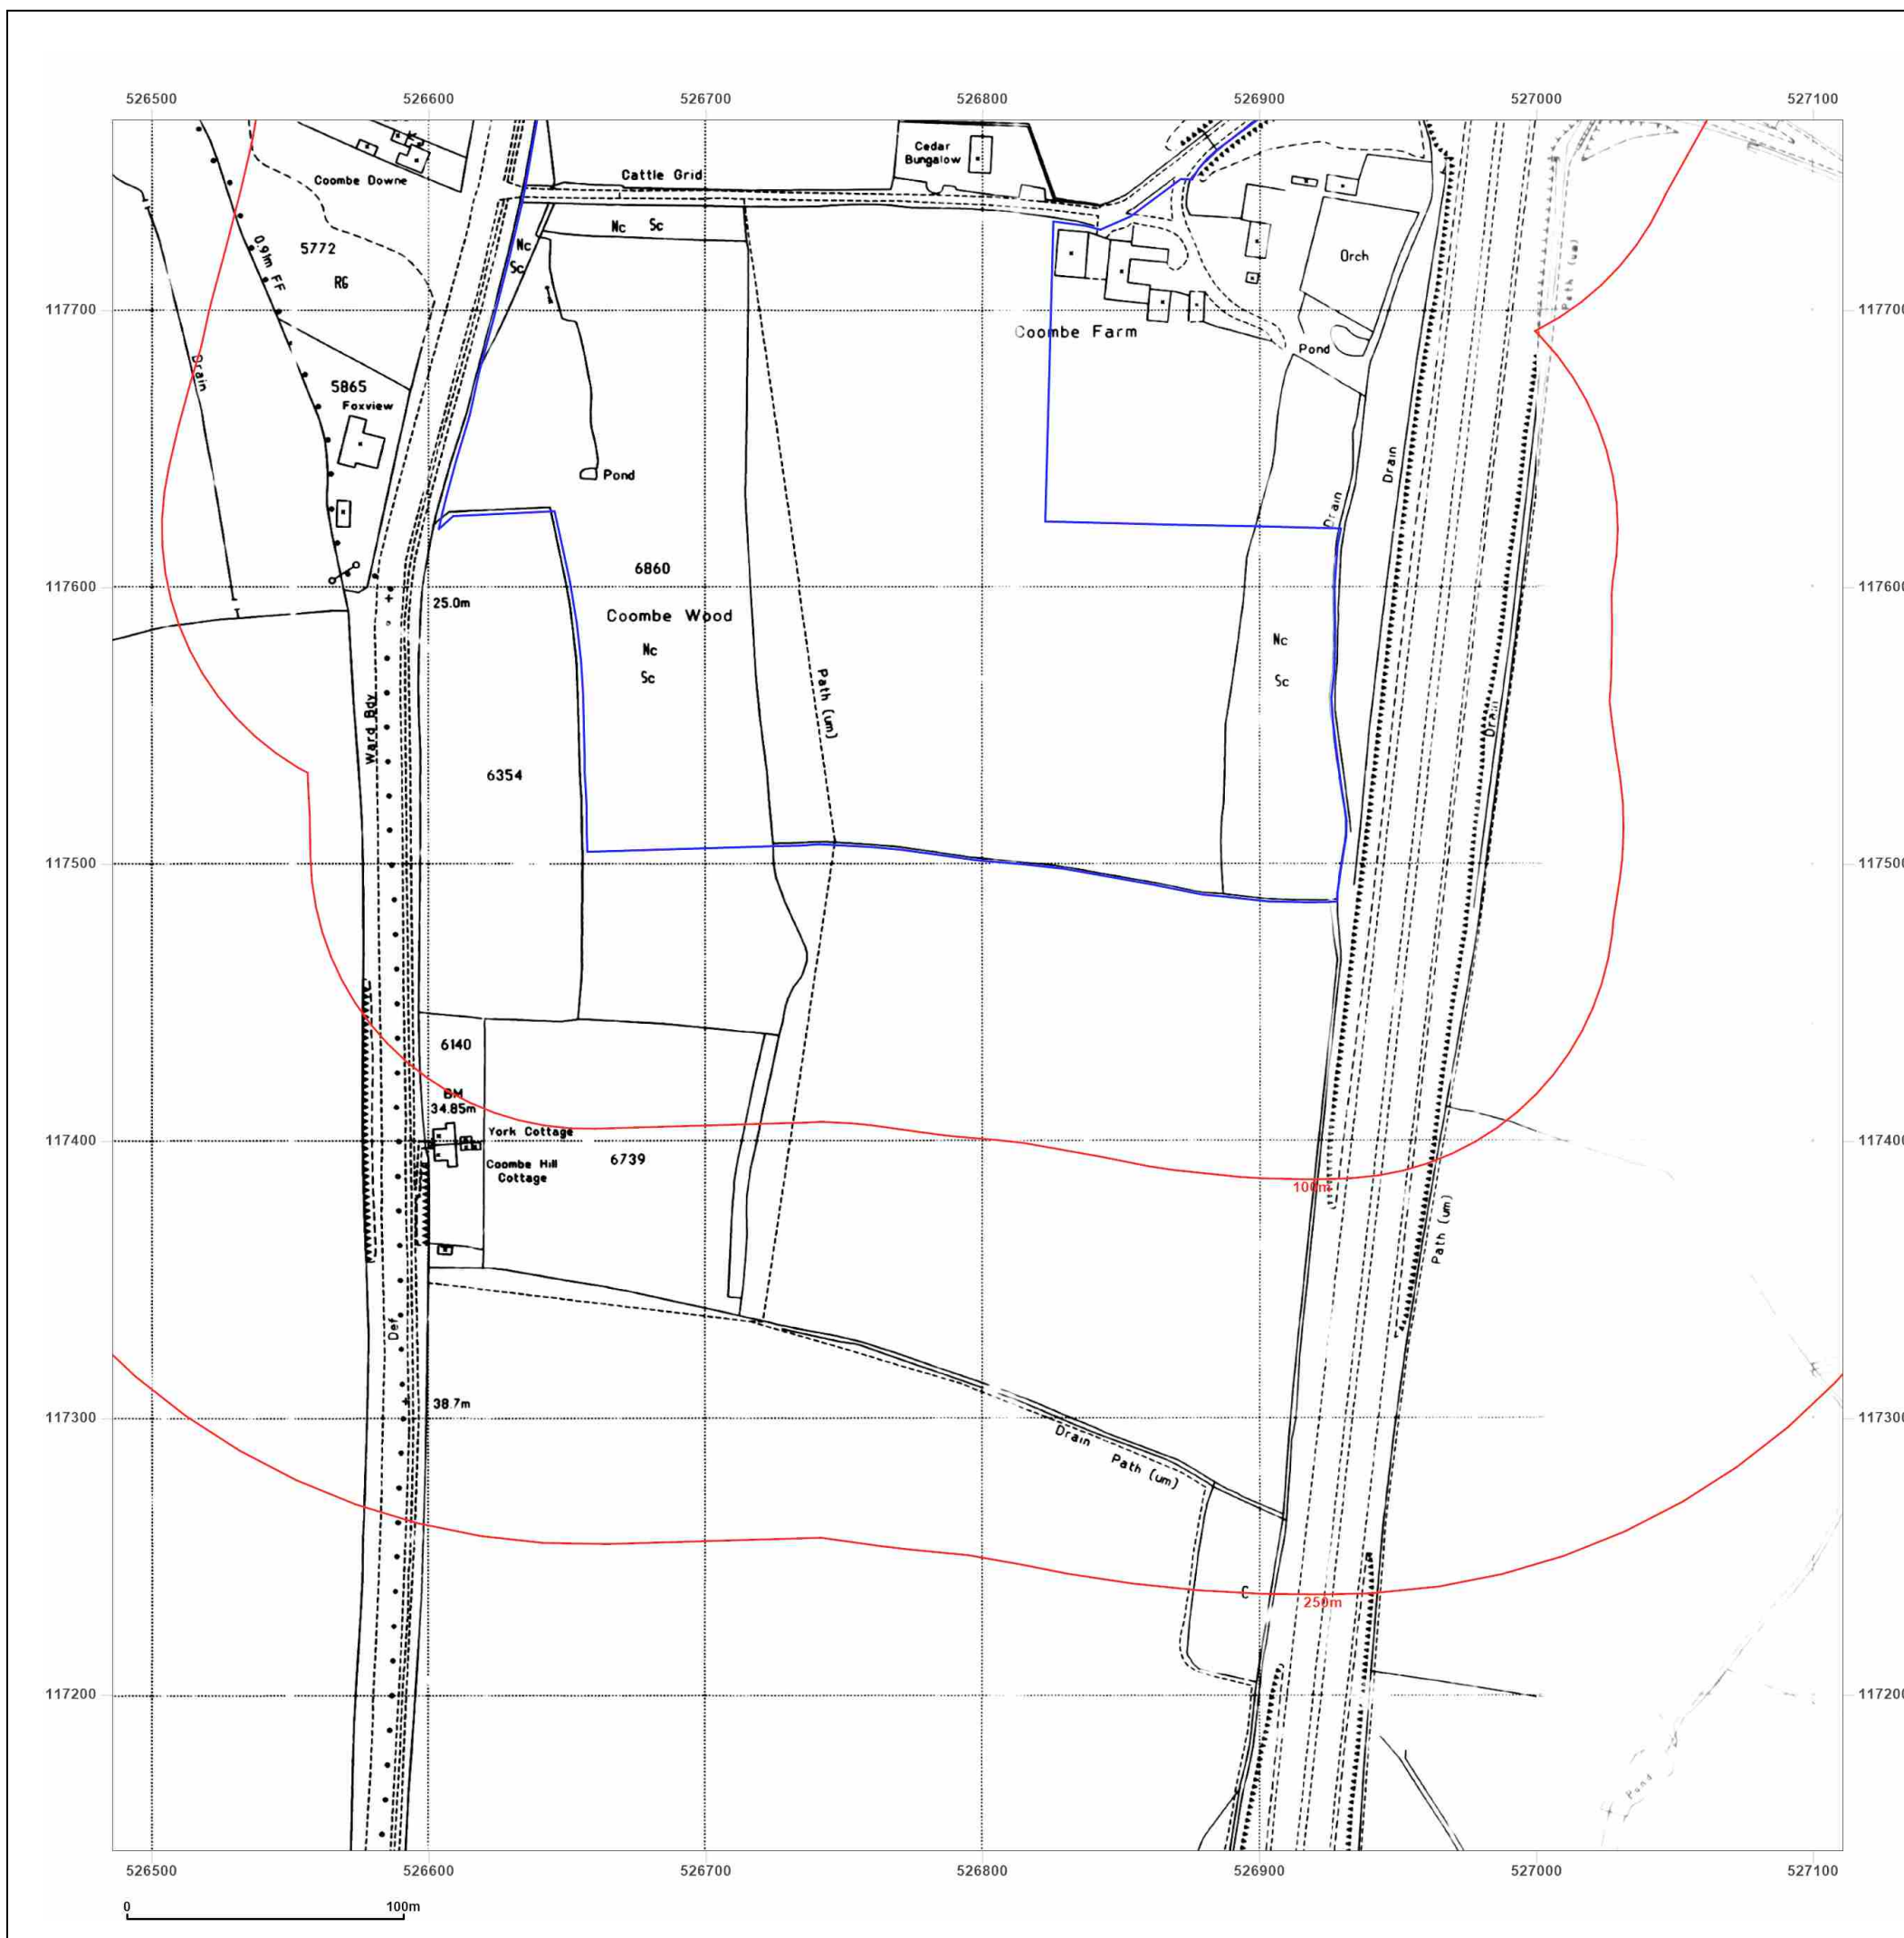 526500 526600 526700 526800 526900 527000 527100
Cattle Grid
Cedar
Bungalow
Coombe Downe
5772
RG
0.91m FF
Nc Sc
Nc
Sc
Orch
Path (um)
117700
117700
Coombe Farm
Pond
Drain
5865
Foxview
Pond
Drain
Drain
117600
6860
25.0m
Coombe Wood
Nc
Sc
Nc
Sc
117600
Path (um)
Ward Bdy
Drain
6354
117500
117500
6140
BM
34.85m
York Cottage
Coombe Hill
Cottage
6739
117400
117400
100m
Path (um)
Def
38.7m
117300
117300
Drain
Path (um)
C
250m
117200
117200
Pond
526500 526600 526700 526800 526900 527000 527100
0 100m